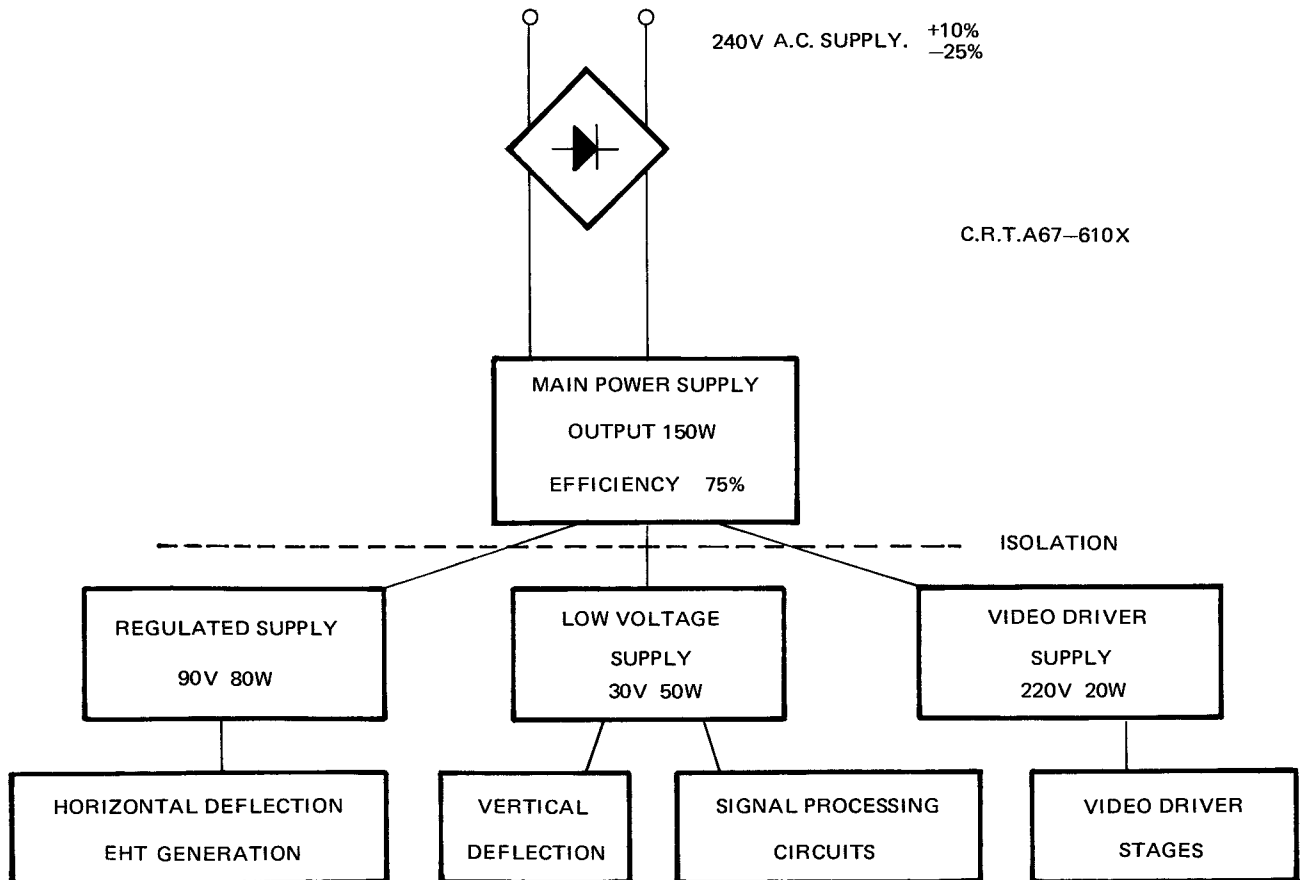 240V A.C. SUPPLY. +10%
−25%
C.R.T.A67−610X
MAIN POWER SUPPLY
OUTPUT 150W
EFFICIENCY 75%
ISOLATION
REGULATED SUPPLY
90V 80W
LOW VOLTAGE
SUPPLY
30V 50W
VIDEO DRIVER
SUPPLY
220V 20W
HORIZONTAL DEFLECTION
EHT GENERATION
VERTICAL
DEFLECTION
SIGNAL PROCESSING
CIRCUITS
VIDEO DRIVER
STAGES